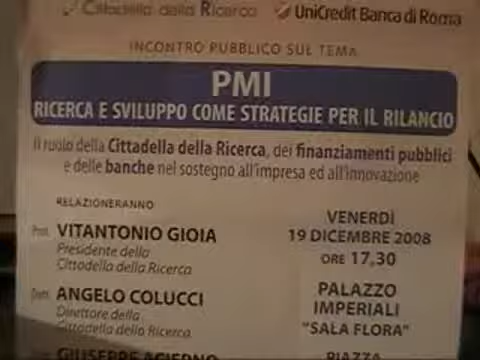 Cittadella della Ricerca UniCredit Banca di Roma
INCONTRO PUBBLICO SUL TEMA
PMI
RICERCA E SVILUPPO COME STRATEGIE PER IL RILANCIO
Il ruolo della Cittadella della Ricerca, dei finanziamenti pubblici
e delle banche nel sostegno all'impresa ed all'innovazione
RELAZIONERANNO
Prof. VITANTONIO GIOIA
Presidente della
Cittadella della Ricerca
Dott. ANGELO COLUCCI
Direttore della
Cittadella della Ricerca
GIUSEPPE ACIERNO
VENERDÌ
19 DICEMBRE 2008
ORE 17,30
PALAZZO
IMPERIALI
"SALA FLORA"
PIAZZA